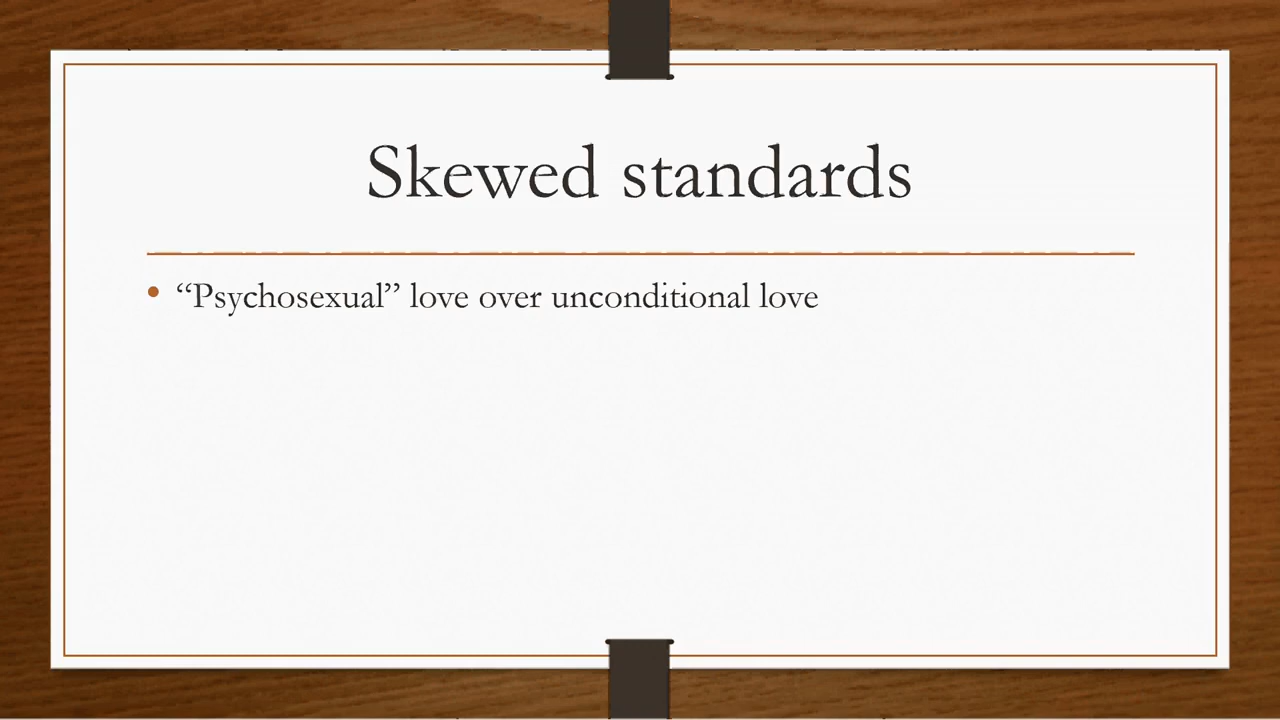 Skewed standards
• “Psychosexual” love over unconditional love